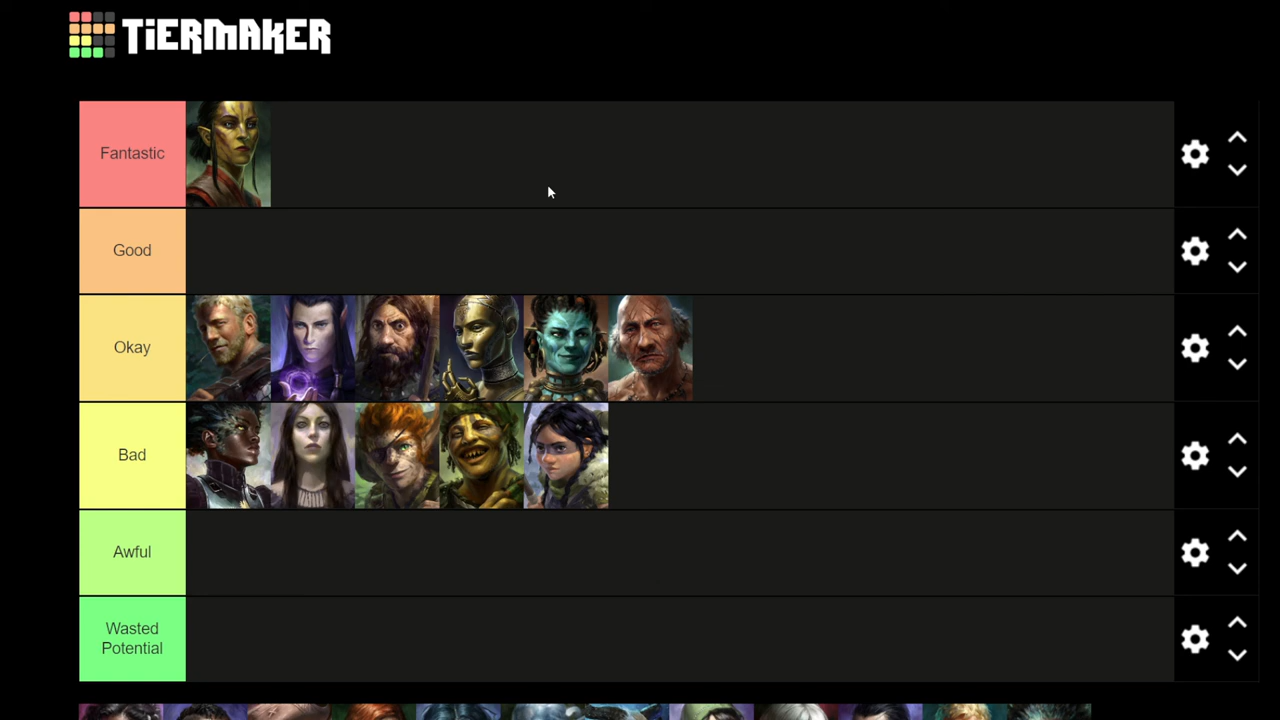 TiERMAKER
Fantastic
Good
Okay
Bad
Awful
Wasted
Potential